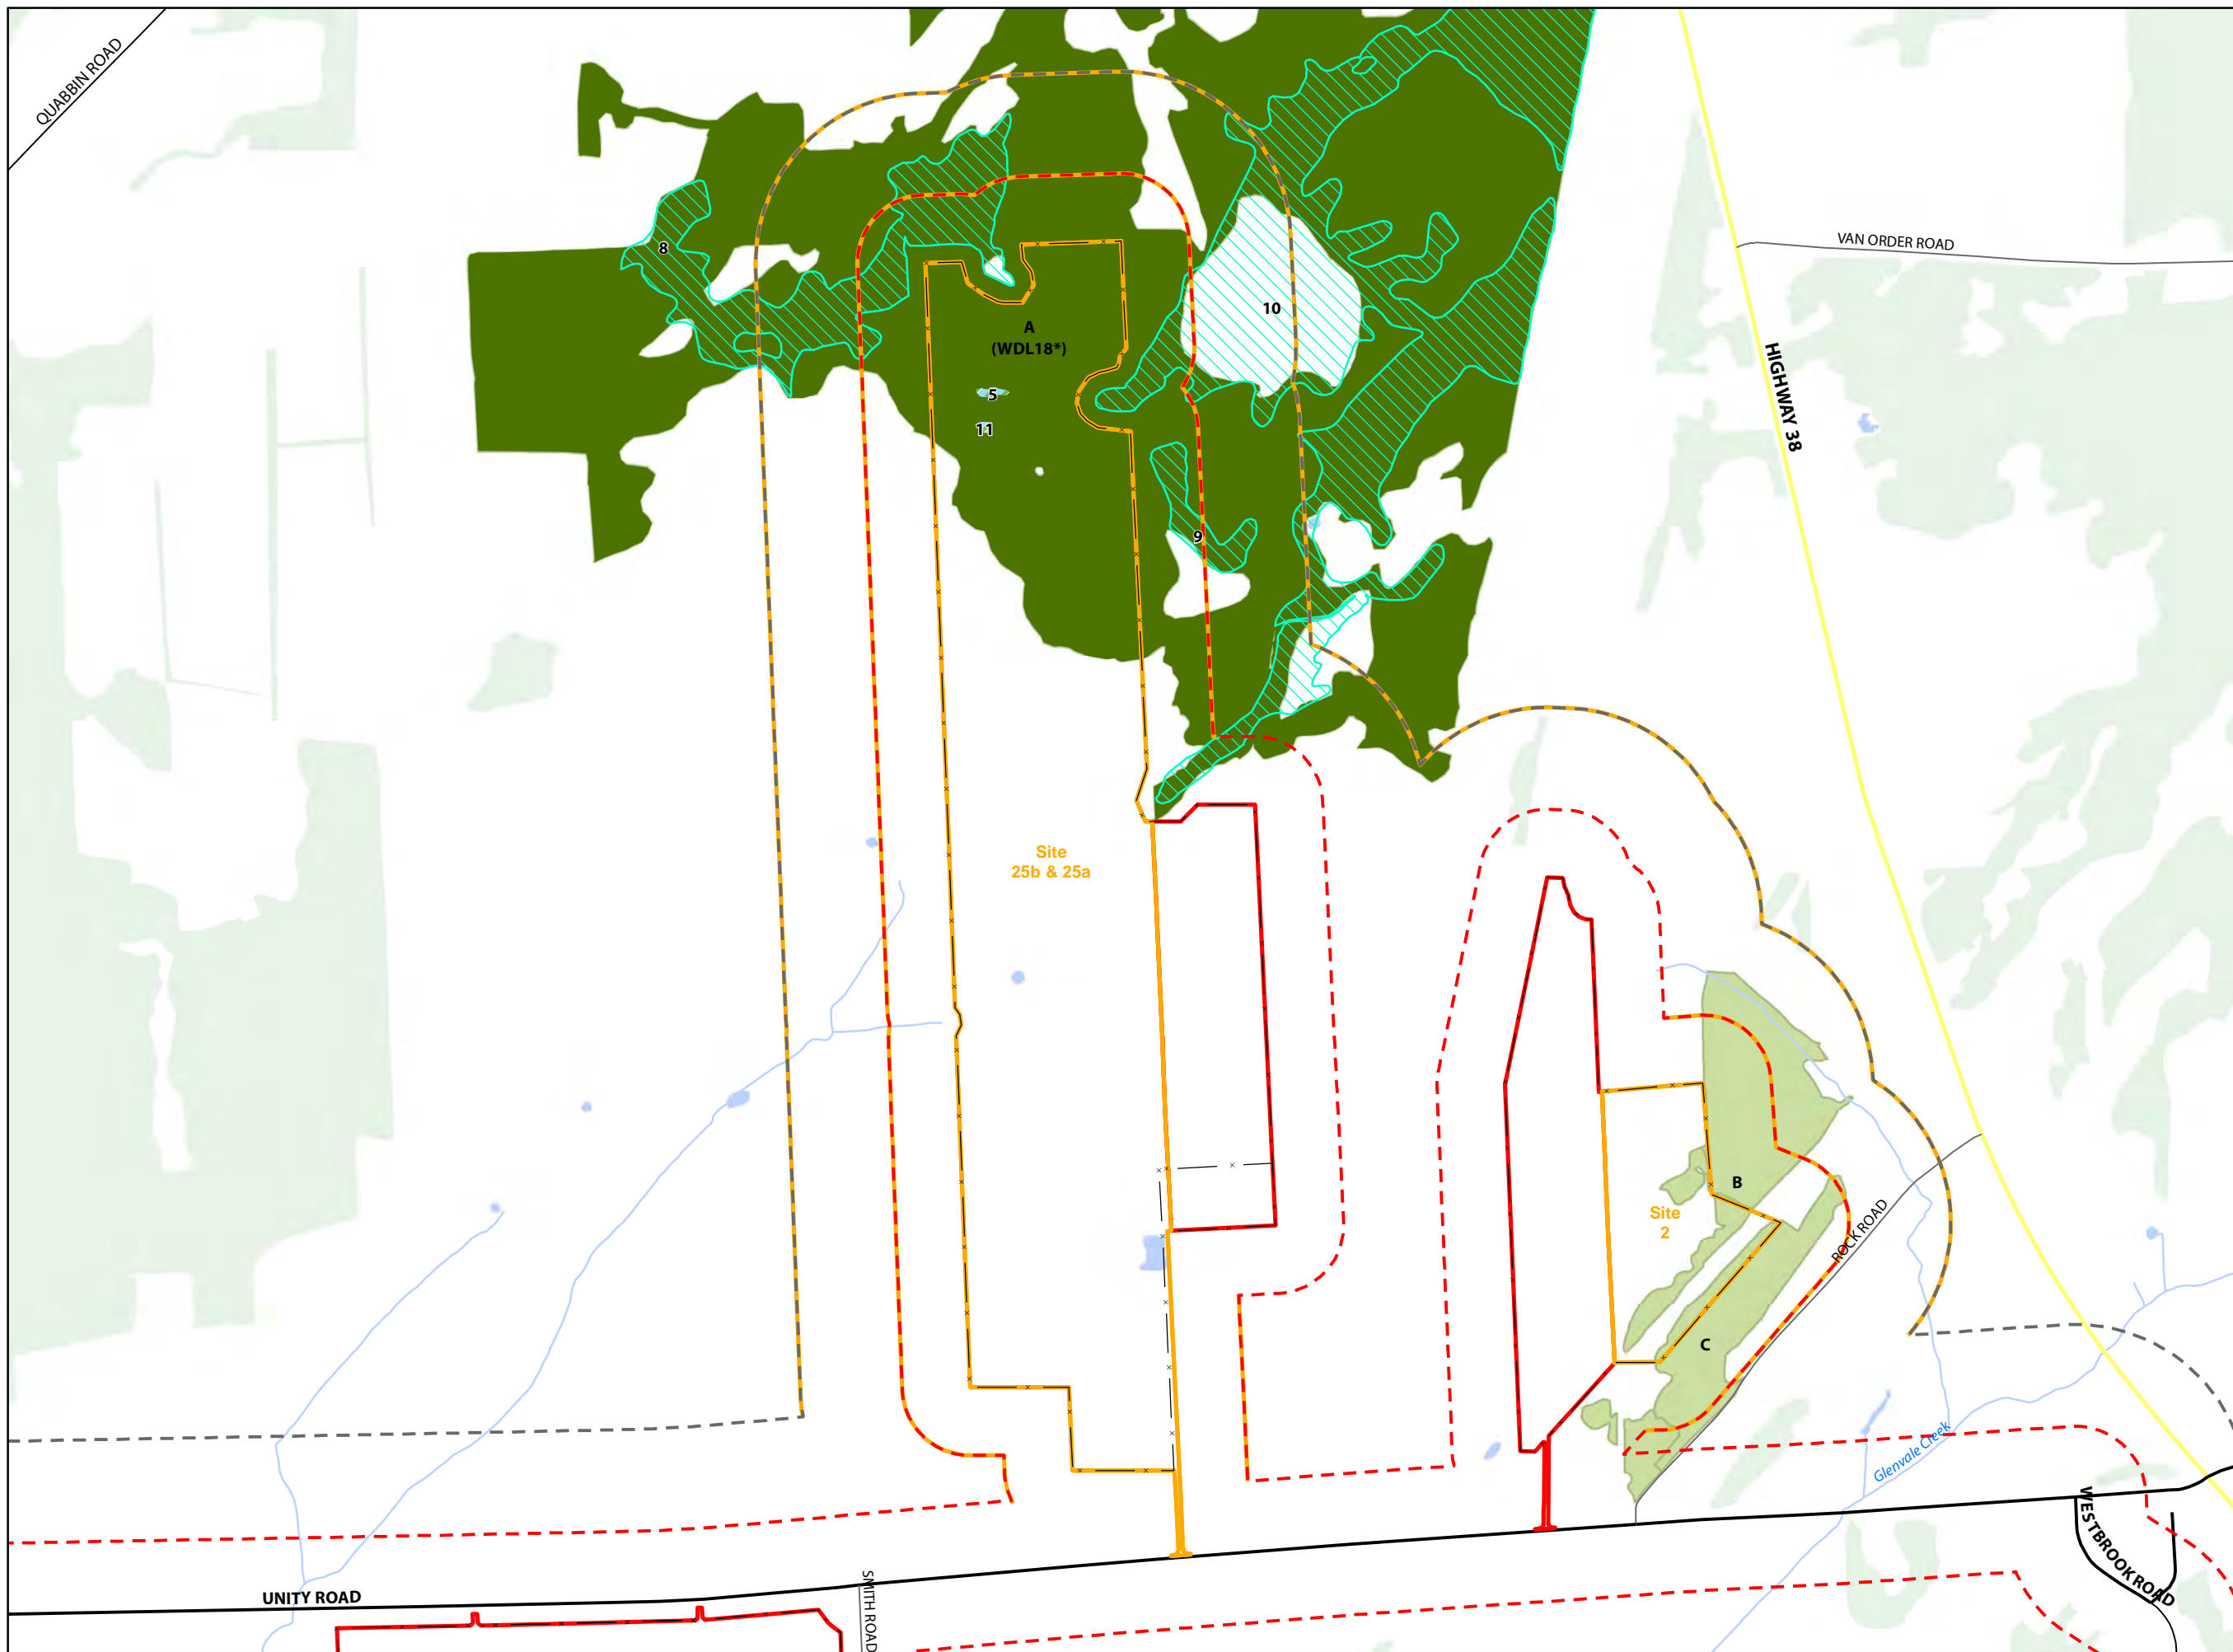 QUABBIN ROAD
VAN ORDER ROAD
8
10
A
(WDL18*)
HIGHWAY 38
5
11
9
Site
25b & 25a
B
Site
2
ROCK ROAD
C
Glenvale Creek
WESTBROOK ROAD
UNITY ROAD
SMITH ROAD